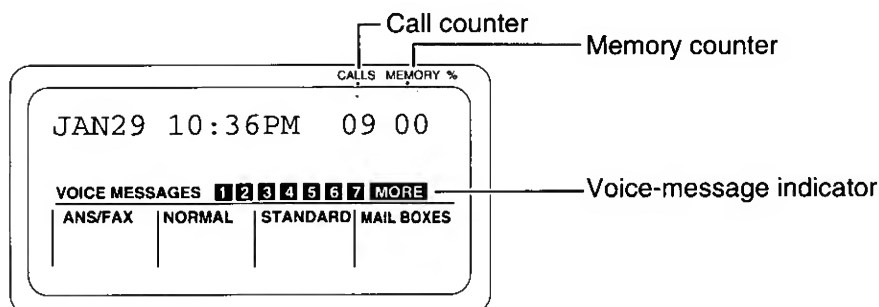 Call counter
Memory counter
CALLS MEMORY %
JAN29 10:36PM 09 00
VOICE MESSAGES 1 2 3 4 5 6 7 MORE
Voice-message indicator
ANS/FAX NORMAL STANDARD MAIL BOXES